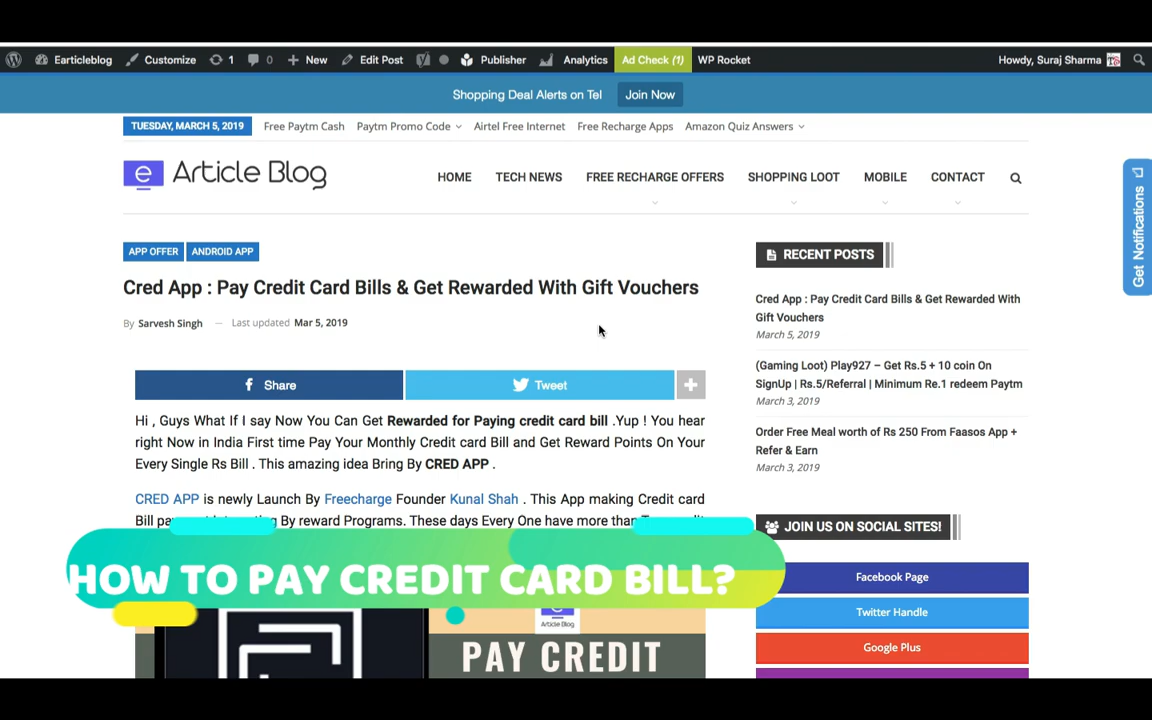 Earticleblog Customize 1 0 New Edit Post Publisher Analytics Ad Check (1) WP Rocket Howdy, Suraj Sharma
Shopping Deal Alerts on Tel Join Now
TUESDAY, MARCH 5, 2019 Free Paytm Cash Paytm Promo Code Airtel Free Internet Free Recharge Apps Amazon Quiz Answers
e Article Blog HOME TECH NEWS FREE RECHARGE OFFERS SHOPPING LOOT MOBILE CONTACT
Get Notifications
APP OFFER ANDROID APP
Cred App : Pay Credit Card Bills & Get Rewarded With Gift Vouchers
By Sarvesh Singh — Last updated Mar 5, 2019
Share Tweet
Hi , Guys What If I say Now You Can Get Rewarded for Paying credit card bill .Yup ! You hear
right Now in India First time Pay Your Monthly Credit card Bill and Get Reward Points On Your
Every Single Rs Bill . This amazing idea Bring By CRED APP .
CRED APP is newly Launch By Freecharge Founder Kunal Shah . This App making Credit card
Bill By reward Programs. These days Every One have more than
HOW TO PAY CREDIT CARD BILL?
e
Article Blog
PAY CREDIT
RECENT POSTS
Cred App : Pay Credit Card Bills & Get Rewarded With
Gift Vouchers
March 5, 2019
(Gaming Loot) Play927 – Get Rs.5 + 10 coin On
SignUp | Rs.5/Referral | Minimum Re.1 redeem Paytm
March 3, 2019
Order Free Meal worth of Rs 250 From Faasos App +
Refer & Earn
March 3, 2019
JOIN US ON SOCIAL SITES!
Facebook Page
Twitter Handle
Google Plus